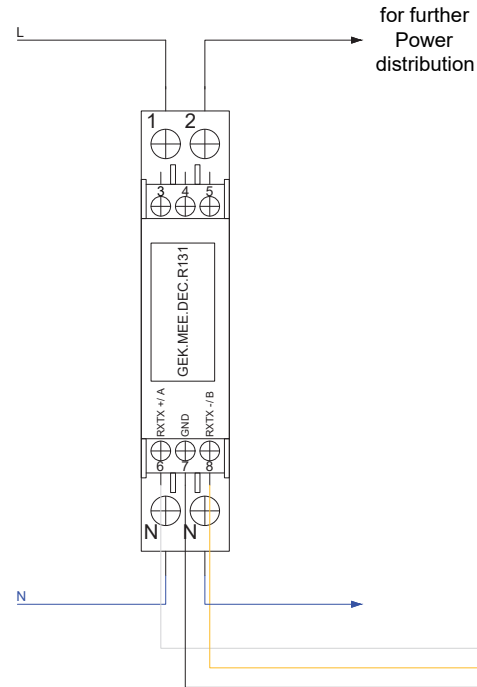 for further
Power
distribution
L
1 2
3 4 5
GEK.MEE.DEC.R131
RXTX +/ A
GND
RXTX -/ B
6 7 8
N N
N